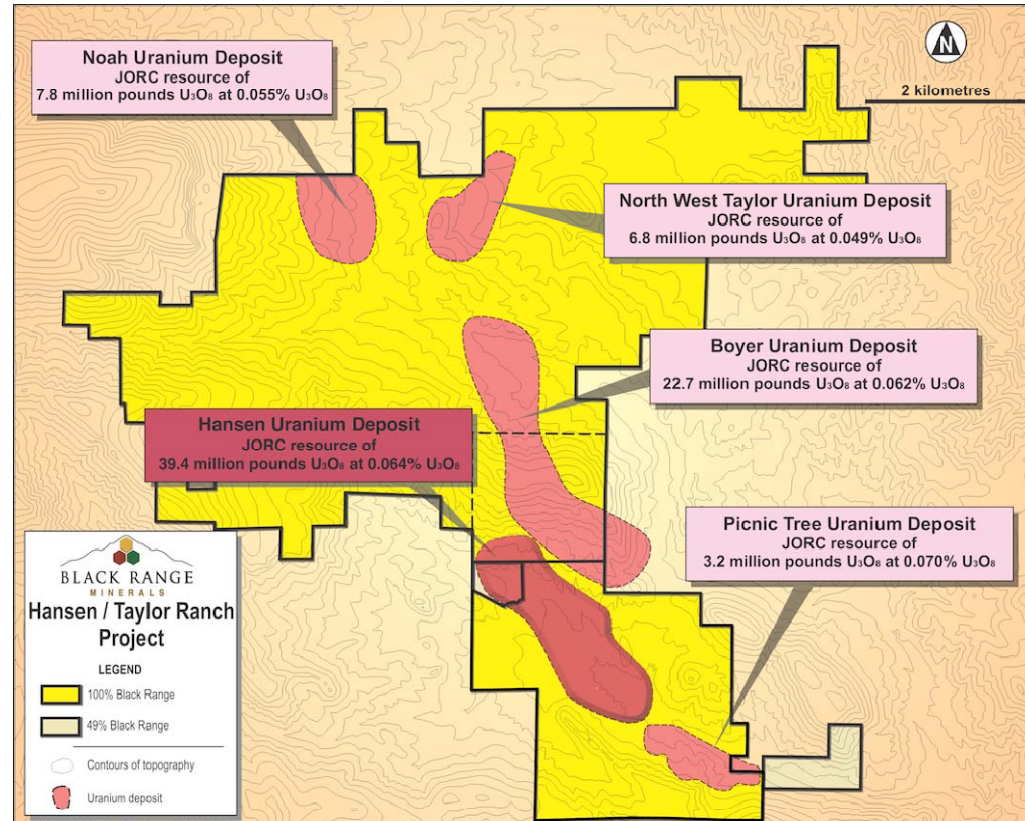 Noah Uranium Deposit
JORC resource of
7.8 million pounds U₃O₈ at 0.055% U₃O₈
N
2 kilometres
North West Taylor Uranium Deposit
JORC resource of
6.8 million pounds U₃O₈ at 0.049% U₃O₈
Boyer Uranium Deposit
JORC resource of
22.7 million pounds U₃O₈ at 0.062% U₃O₈
Hansen Uranium Deposit
JORC resource of
39.4 million pounds U₃O₈ at 0.064% U₃O₈
Picnic Tree Uranium Deposit
JORC resource of
3.2 million pounds U₃O₈ at 0.070% U₃O₈
BLACK RANGE
MINERALS
Hansen / Taylor Ranch
Project
LEGEND
100% Black Range
49% Black Range
Contours of topography
Uranium deposit